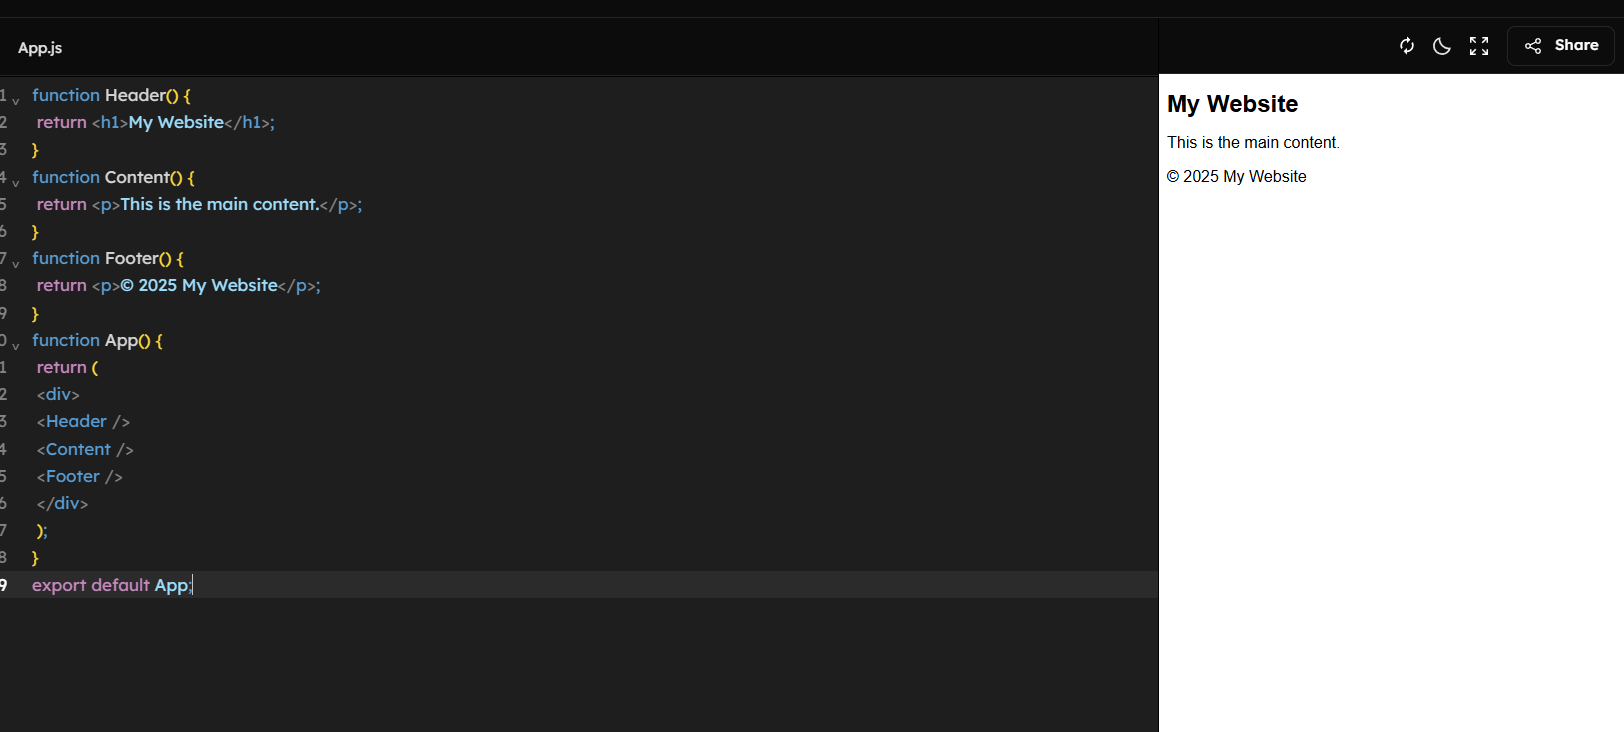 App.js
Share
1 function Header() {
2 return <h1>My Website</h1>;
3 }
4 function Content() {
5 return <p>This is the main content.</p>;
6 }
7 function Footer() {
8 return <p>© 2025 My Website</p>;
9 }
0 function App() {
1 return (
2 <div>
3 <Header />
4 <Content />
5 <Footer />
6 </div>
7 );
8 }
9 export default App;
My Website
This is the main content.
© 2025 My Website